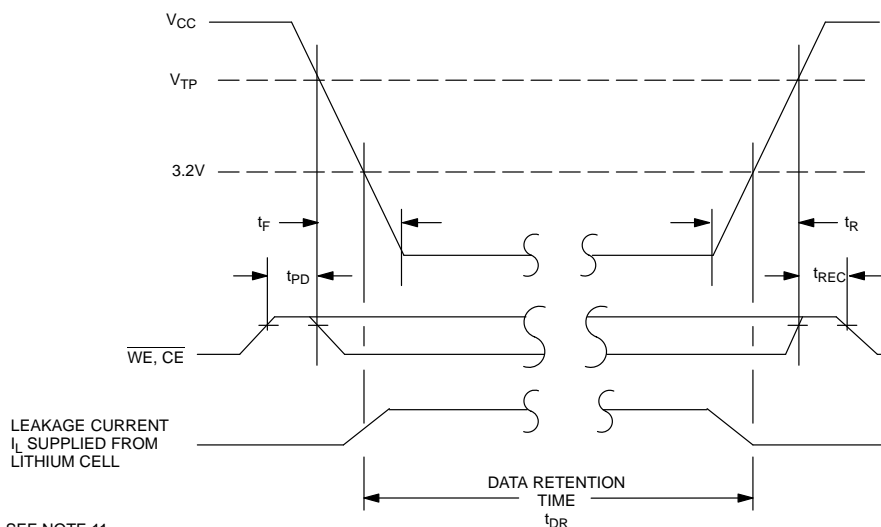 VCC
VTP
3.2V
tF
tR
tPD
tREC
WE, CE
LEAKAGE CURRENT
IL SUPPLIED FROM
LITHIUM CELL
DATA RETENTION
TIME
tDR
SEE NOTE 11